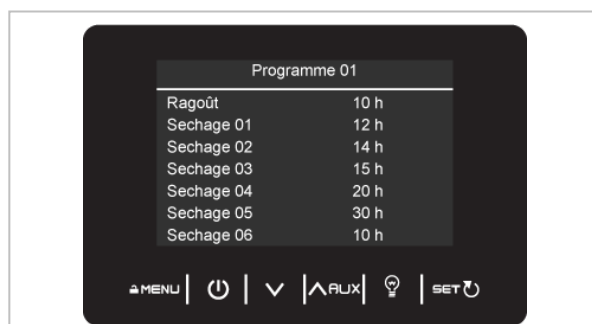 Programme 01
Ragoût 10 h
Sechage 01 12 h
Sechage 02 14 h
Sechage 03 15 h
Sechage 04 20 h
Sechage 05 30 h
Sechage 06 10 h
MENU AUX SET